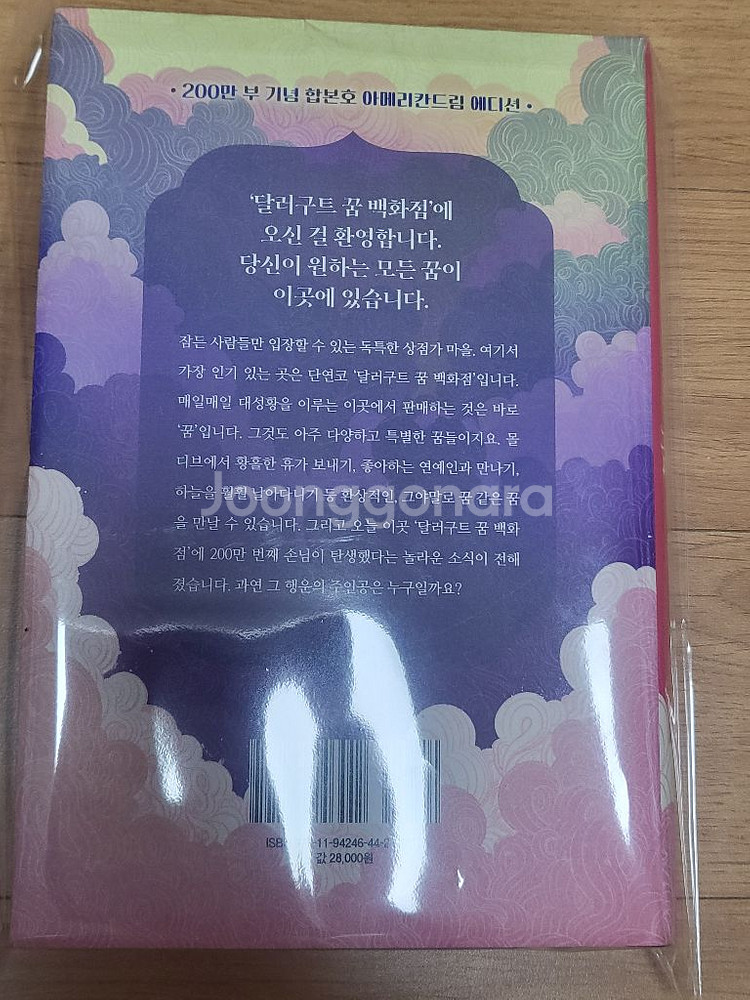 • 200만 부 기념 합본호 아메리칸드림 에디션 •
‘달러구트 꿈 백화점’에
오신 걸 환영합니다.
당신이 원하는 모든 꿈이
이곳에 있습니다.
잠든 사람들만 입장할 수 있는 독특한 상점가 마을. 여기서
가장 인기 있는 곳은 단연코 ‘달러구트 꿈 백화점’입니다.
매일매일 대성황을 이루는 이곳에서 판매하는 것은 바로
‘꿈’입니다. 그것도 아주 다양하고 특별한 꿈들이지요. 몰
디브에서 황홀한 휴가 보내기, 좋아하는 연예인과 만나기,
하늘을 훨훨 날아다니기 등 환상적인, 그야말로 꿈 같은 꿈
Joonggonara
을 만날 수 있습니다. 그리고 오늘 이곳 ‘달러구트 꿈 백화
점’에 200만 번째 손님이 탄생했다는 놀라운 소식이 전해
졌습니다. 과연 그 행운의 주인공은 누구일까요?
-11-94246-44-
값 28,000원